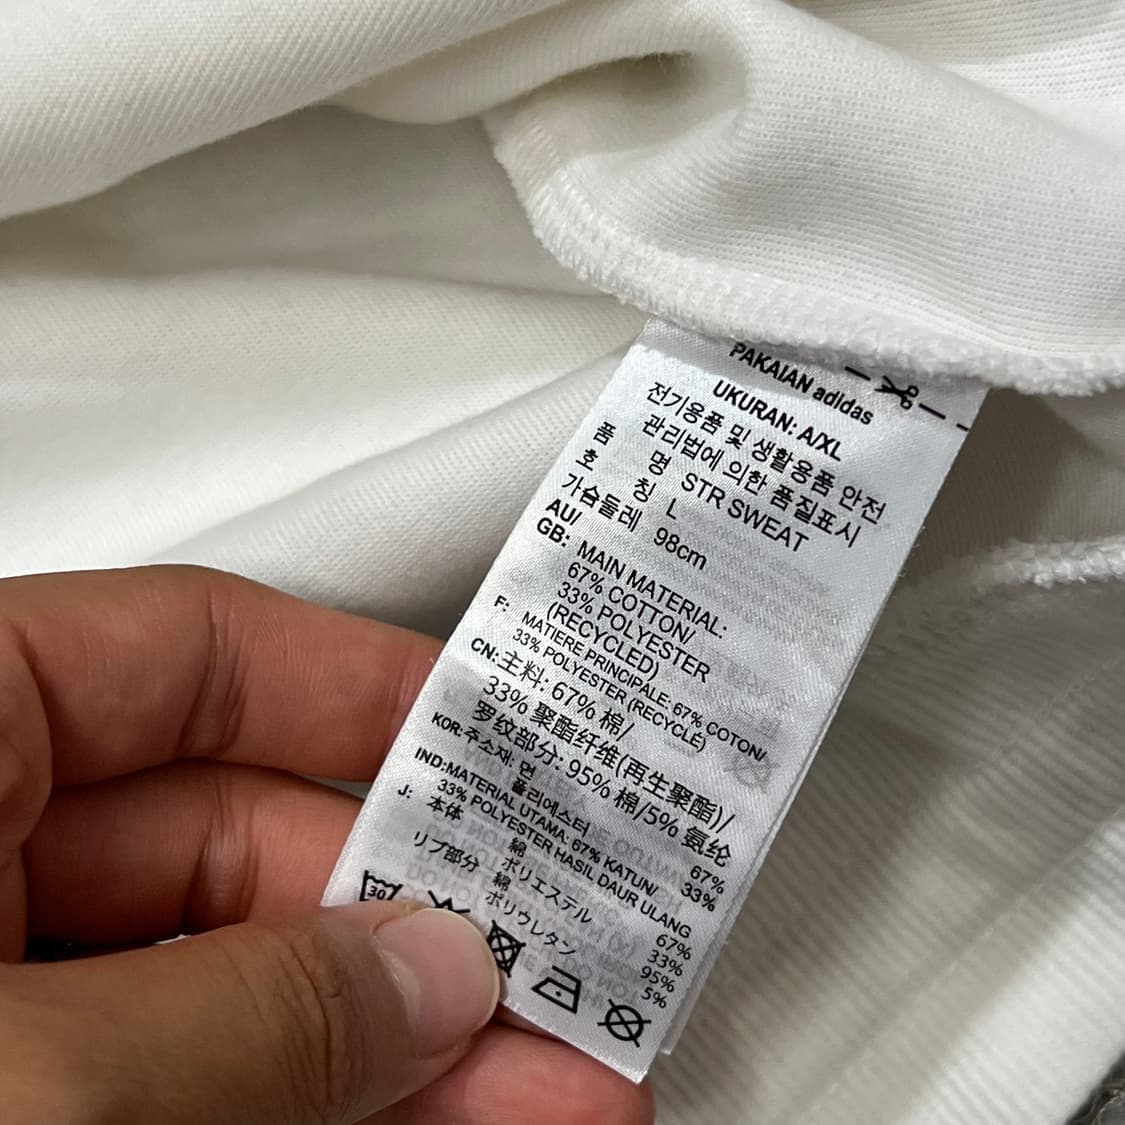 PAKAIAN adidas
UKURAN: A/XL
전기용품 및 생활용품 안전
관리법에 의한 품질표시
품 명 STR SWEAT
호 칭 L
가슴둘레 98cm
AU/
GB: MAIN MATERIAL:
67% COTTON/
33% POLYESTER
(RECYCLED)
F: MATIERE PRINCIPALE: 67% COTON/
33% POLYESTER (RECYCLÉ)
CN:主料: 67% 棉/
33% 聚酯纤维(再生聚酯)/
罗纹部分: 95% 棉/5% 氨纶
KOR:주소재: 면 67%
폴리에스터 33%
IND:MATERIAL UTAMA: 67% KATUN/
33% POLYESTER HASIL DAUR ULANG
J: 本体 綿 67%
ポリエステル 33%
リブ部分 綿 95%
ポリウレタン 5%
30